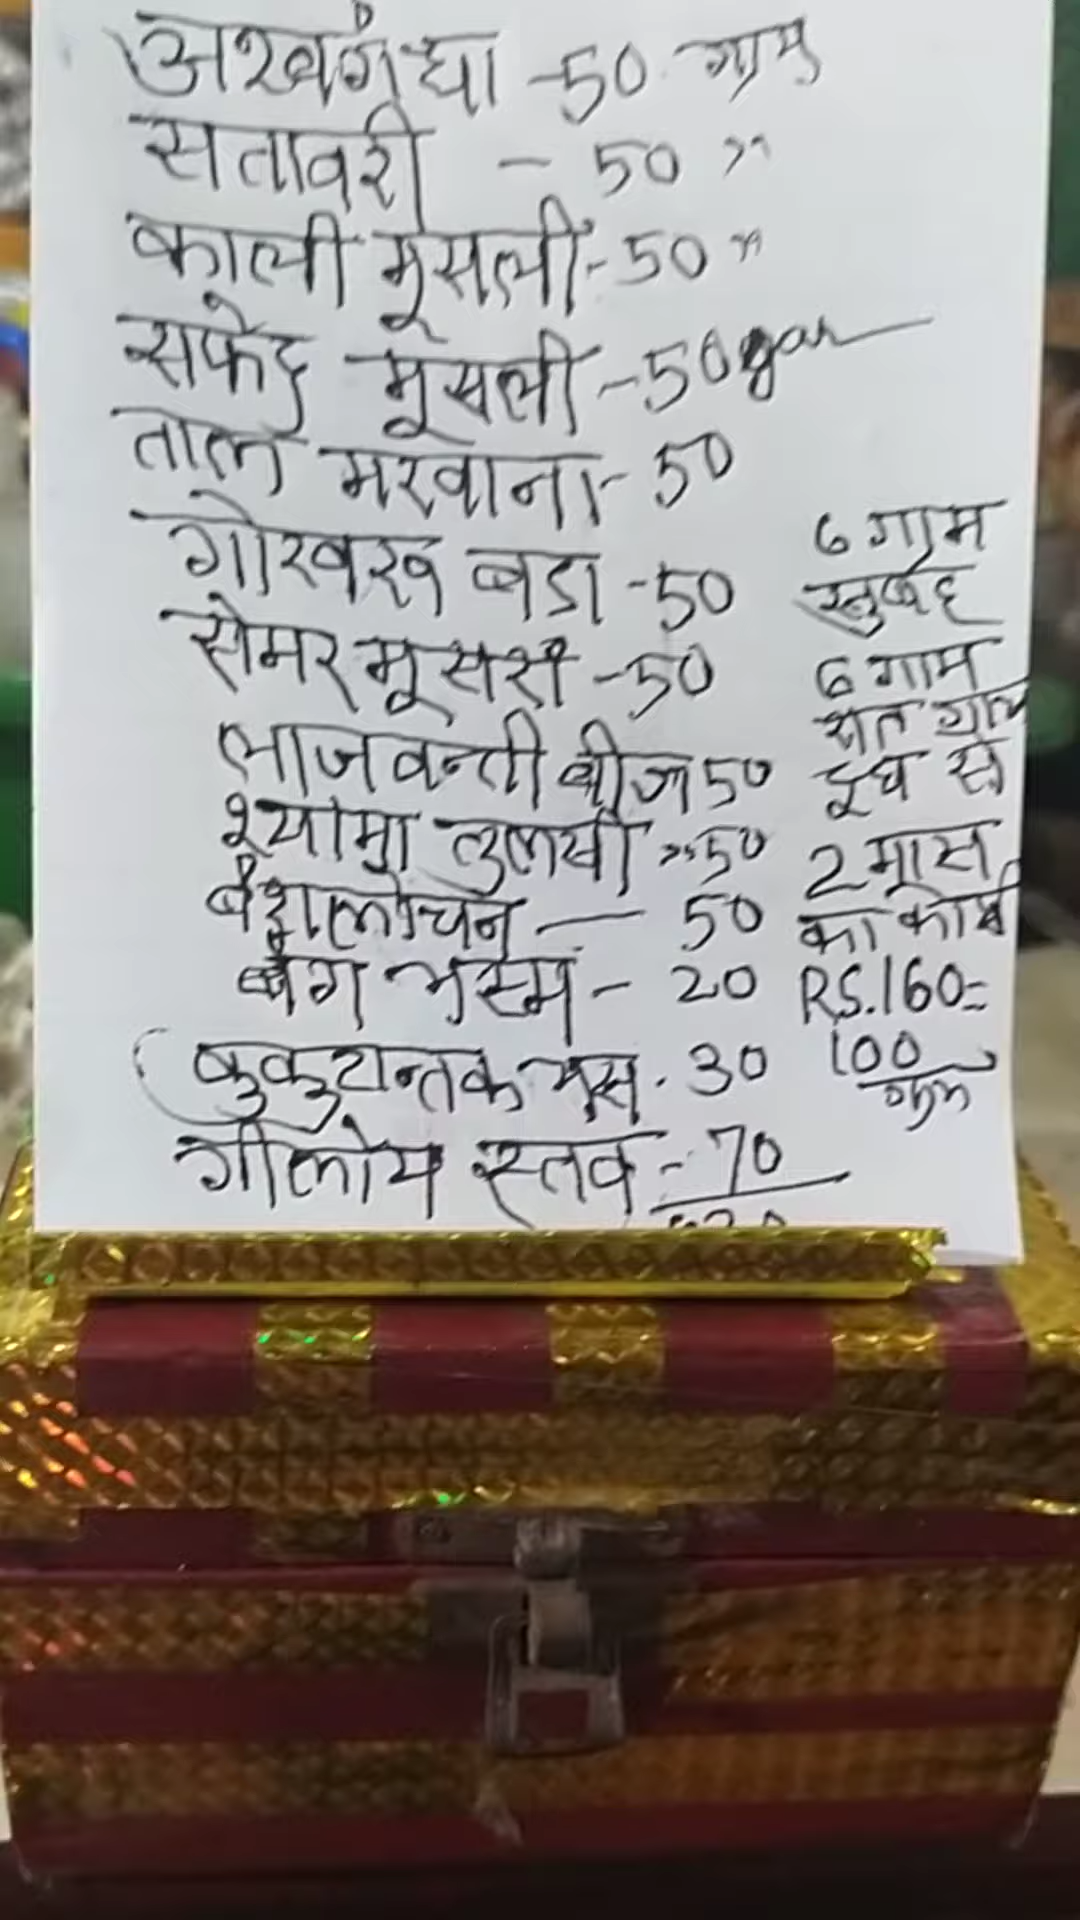 अश्वगंधा - 50 ग्राम
सतावरी - 50 "
काली मूसली - 50 "
सफेद मूसली - 50 gam
ताल मखाना - 50
गोखरू बडा - 50
सेमर मूसरी - 50
लाजवन्ती बीज 50
श्यामा तुलसी " 50
बंशलोचन — 50
बंग भस्म - 20
कुकुटान्तक भस्म - 30
गीलोय स्तव - 70
6 ग्राम
सुबह
6 ग्राम
दूध से
2 मास
का कोर्स
RS.160=
100